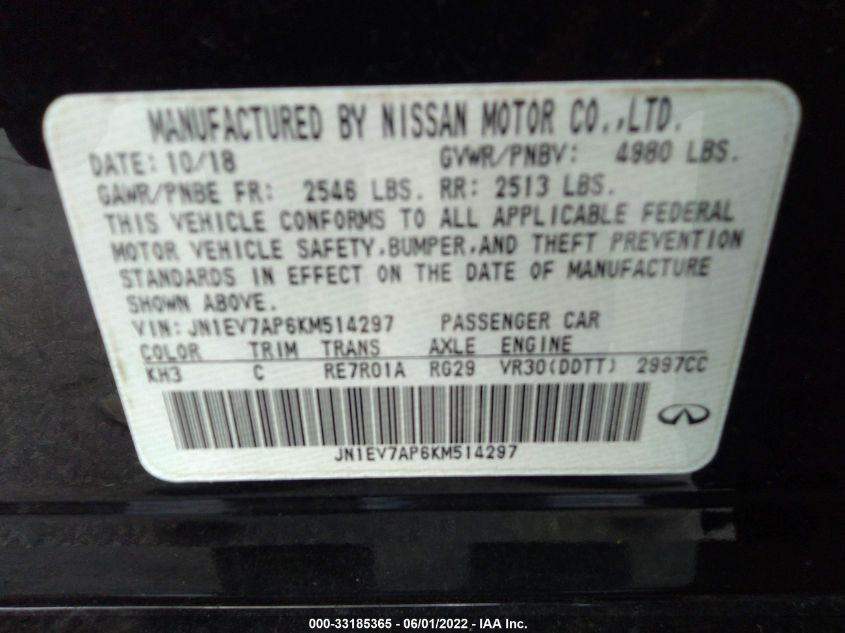 MANUFACTURED BY NISSAN MOTOR CO.,LTD.
DATE: 10/18 GVWR/PNBV: 4980 LBS.
GAWR/PNBE FR: 2546 LBS. RR: 2513 LBS.
THIS VEHICLE CONFORMS TO ALL APPLICABLE FEDERAL
MOTOR VEHICLE SAFETY,BUMPER,AND THEFT PREVENTION
STANDARDS IN EFFECT ON THE DATE OF MANUFACTURE
SHOWN ABOVE.
VIN:JN1EV7AP6KM514297 PASSENGER CAR
COLOR TRIM TRANS AXLE ENGINE
KH3 C RE7R01A RG29 VR30(DDTT) 2997CC
JN1EV7AP6KM514297
000-33185365 - 06/01/2022 - IAA Inc.